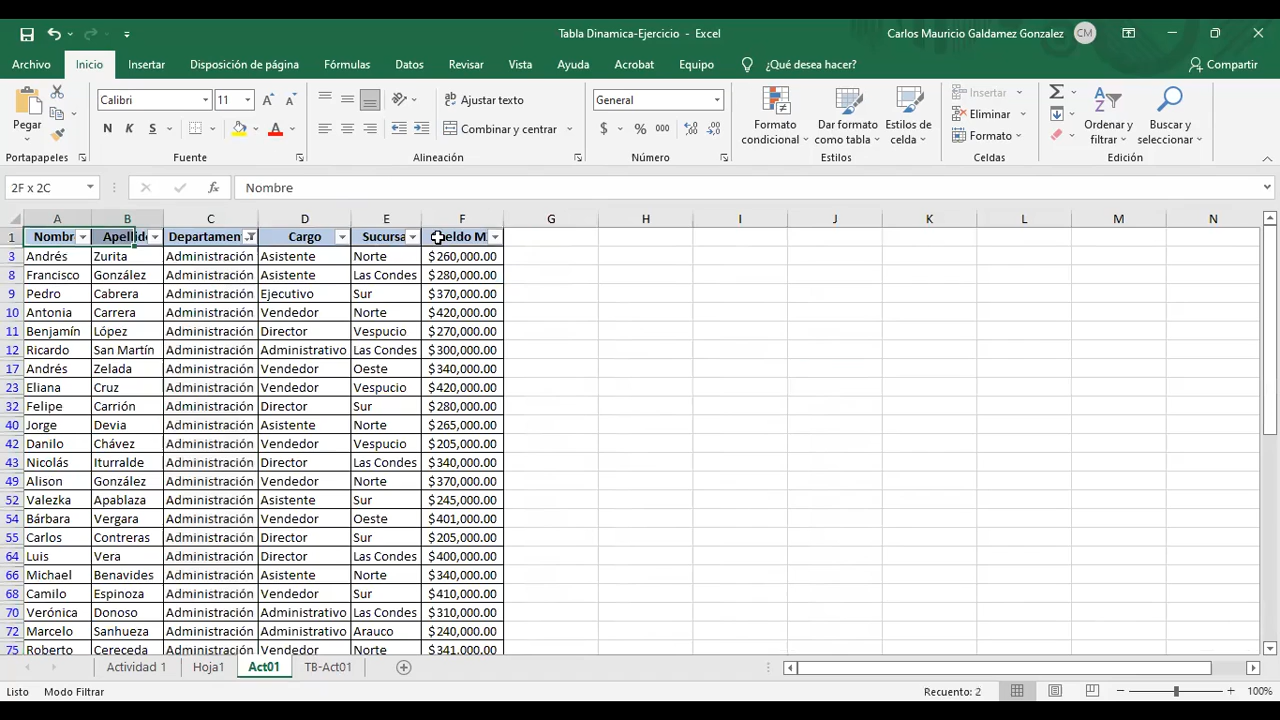 Tabla Dinamica-Ejercicio - Excel
Carlos Mauricio Galdamez Gonzalez
CM
Archivo Inicio Insertar Disposición de página Fórmulas Datos Revisar Vista Ayuda Acrobat Equipo ¿Qué desea hacer? Compartir
Calibri 11 Ajustar texto General Insertar
Pegar N K S Combinar y centrar $ % 000 Formato condicional Dar formato como tabla Estilos de celda Eliminar Formato Ordenar y filtrar Buscar y seleccionar
Portapapeles Fuente Alineación Número Estilos Celdas Edición
2F x 2C fx Nombre
A B C D E F G H I J K L M N
1 Nombr Apellido Departamen Cargo Sucursa eldo M
3 Andrés Zurita Administración Asistente Norte $260,000.00
8 Francisco González Administración Asistente Las Condes $280,000.00
9 Pedro Cabrera Administración Ejecutivo Sur $370,000.00
10 Antonia Carrera Administración Vendedor Norte $420,000.00
11 Benjamín López Administración Director Vespucio $270,000.00
12 Ricardo San Martín Administración Administrativo Las Condes $300,000.00
17 Andrés Zelada Administración Vendedor Oeste $340,000.00
23 Eliana Cruz Administración Vendedor Vespucio $420,000.00
32 Felipe Carrión Administración Director Sur $280,000.00
40 Jorge Devia Administración Asistente Norte $265,000.00
42 Danilo Chávez Administración Vendedor Vespucio $205,000.00
43 Nicolás Iturralde Administración Director Las Condes $340,000.00
49 Alison González Administración Vendedor Norte $370,000.00
52 Valezka Apablaza Administración Asistente Sur $245,000.00
54 Bárbara Vergara Administración Vendedor Oeste $401,000.00
55 Carlos Contreras Administración Director Sur $205,000.00
64 Luis Vera Administración Director Las Condes $400,000.00
66 Michael Benavides Administración Asistente Norte $340,000.00
68 Camilo Espinoza Administración Vendedor Sur $410,000.00
70 Verónica Donoso Administración Administrativo Las Condes $310,000.00
72 Marcelo Sanhueza Administración Administrativo Arauco $240,000.00
75 Roberto Cereceda Administración Vendedor Norte $341,000.00
Actividad 1 Hoja1 Act01 TB-Act01
Listo Modo Filtrar Recuento: 2 100%